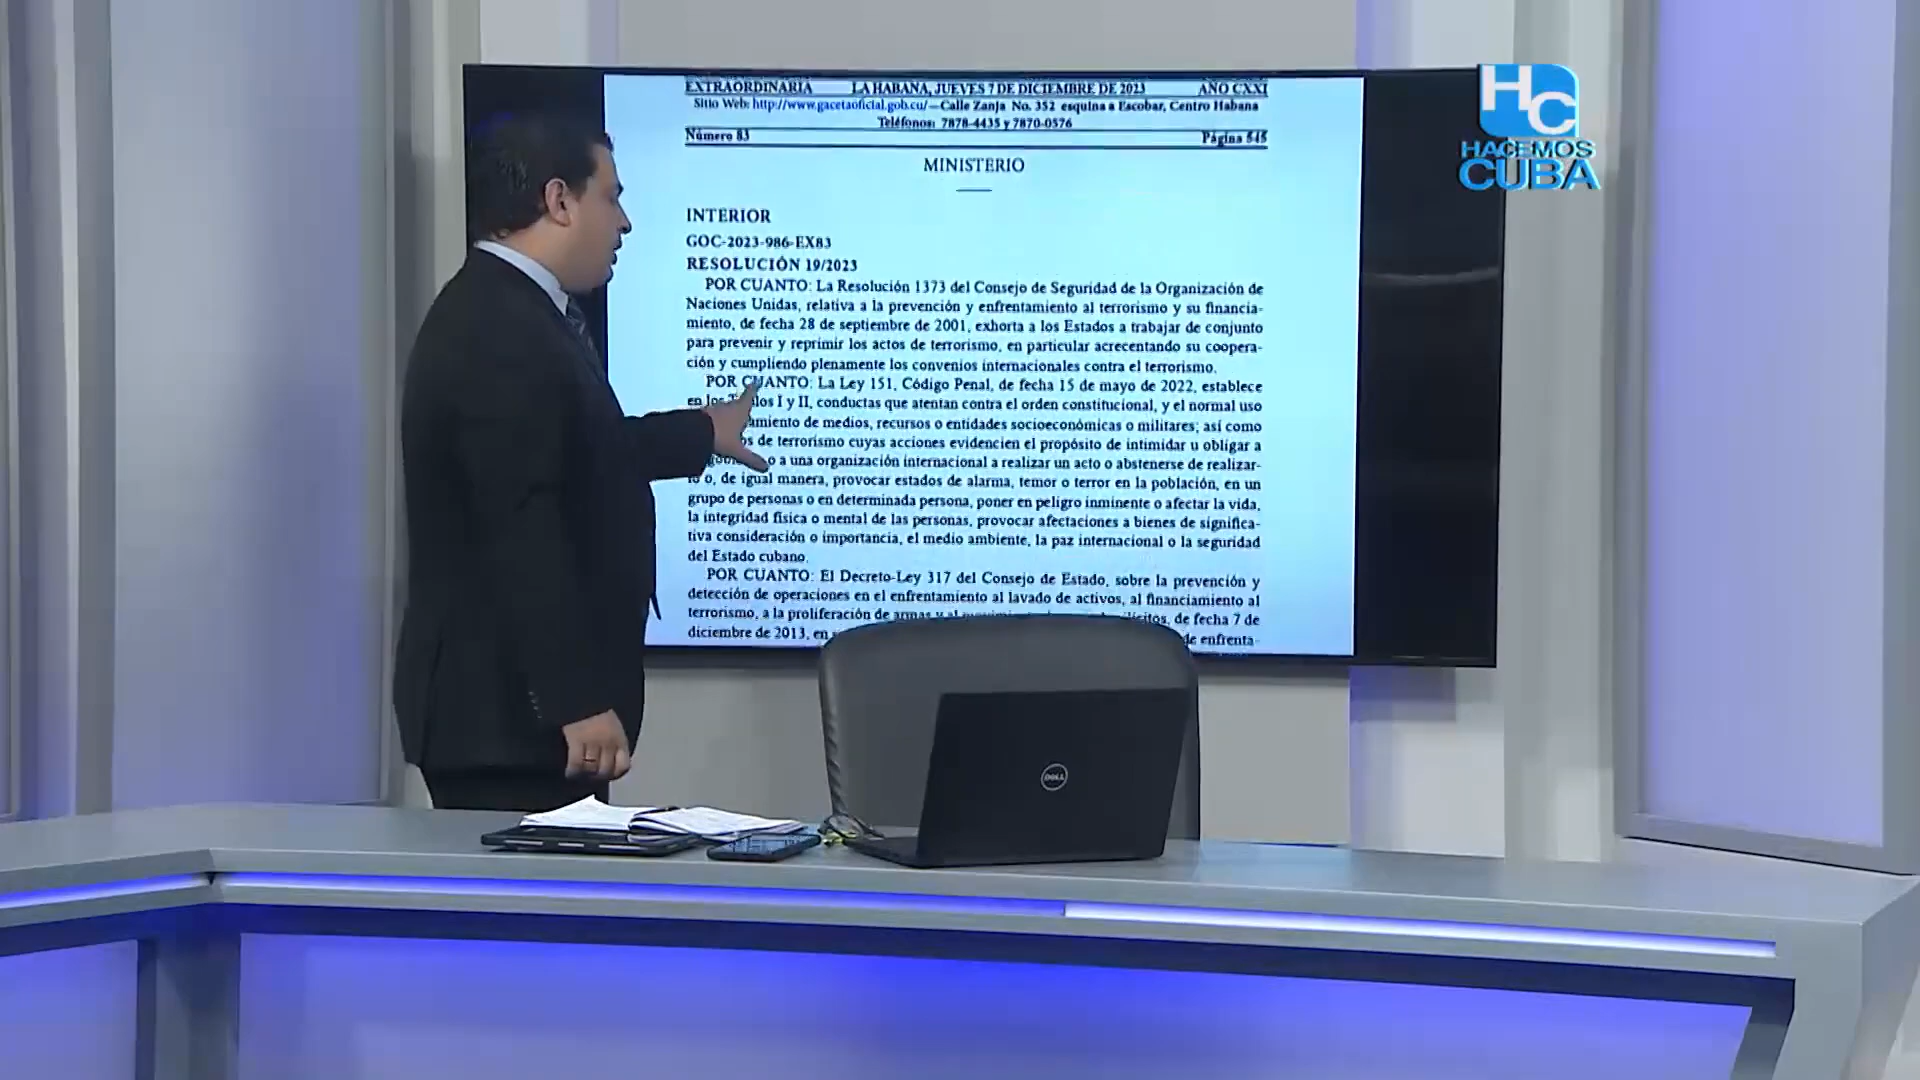 EXTRAORDINARIA LA HABANA, JUEVES 7 DE DICIEMBRE DE 2023 AÑO CXXI
Sitio Web: http://www.gacetaoficial.gob.cu/—Calle Zanja No. 352 esquina a Escobar, Centro Habana
Teléfonos: 7878-4435 y 7870-0576
Número 83 Página 545
MINISTERIO
INTERIOR
GOC-2023-986-EX83
RESOLUCIÓN 19/2023
POR CUANTO: La Resolución 1373 del Consejo de Seguridad de la Organización de
Naciones Unidas, relativa a la prevención y enfrentamiento al terrorismo y su financia-
miento, de fecha 28 de septiembre de 2001, exhorta a los Estados a trabajar de conjunto
para prevenir y reprimir los actos de terrorismo, en particular acrecentando su coopera-
ción y cumpliendo plenamente los convenios internacionales contra el terrorismo.
POR CUANTO: La Ley 151, Código Penal, de fecha 15 de mayo de 2022, establece
en los I y II, conductas que atentan contra el orden constitucional, y el normal uso
amiento de medios, recursos o entidades socioeconómicas o militares; así como
os de terrorismo cuyas acciones evidencien el propósito de intimidar u obligar a
o a una organización internacional a realizar un acto o abstenerse de realizar-
lo o, de igual manera, provocar estados de alarma, temor o terror en la población, en un
grupo de personas o en determinada persona, poner en peligro inminente o afectar la vida,
la integridad física o mental de las personas, provocar afectaciones a bienes de significa-
tiva consideración o importancia, el medio ambiente, la paz internacional o la seguridad
del Estado cubano.
POR CUANTO: El Decreto-Ley 317 del Consejo de Estado, sobre la prevención y
detección de operaciones en el enfrentamiento al lavado de activos, al financiamiento al
terrorismo, a la proliferación de armas y al de fecha 7 de
diciembre de 2013, en de enfrenta-
HC
HACEMOS
CUBA
DELL